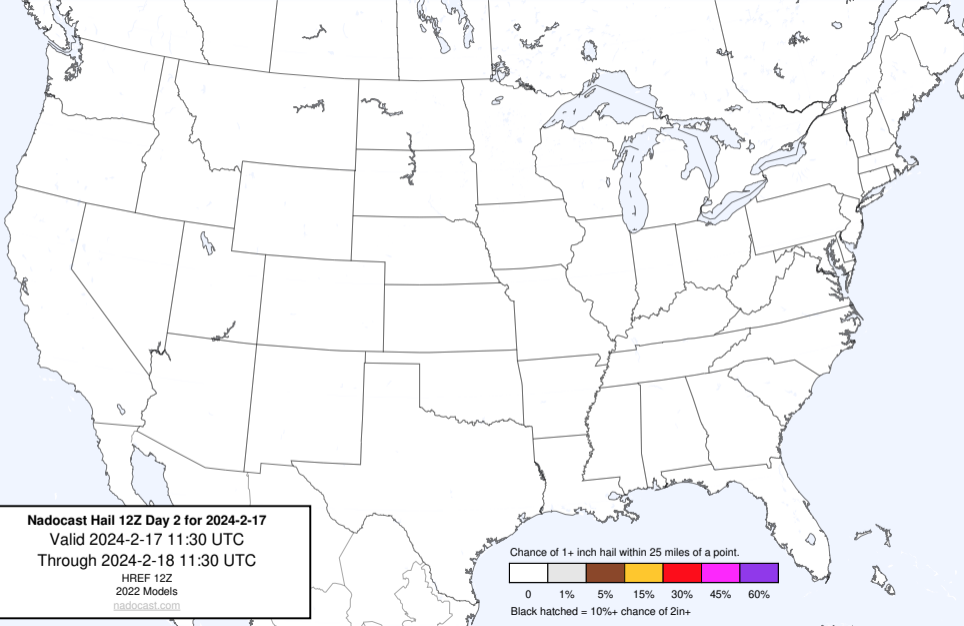 Nadocast Hail 12Z Day 2 for 2024-2-17
Valid 2024-2-17 11:30 UTC
Through 2024-2-18 11:30 UTC
HREF 12Z
2022 Models
nadocast.com
Chance of 1+ inch hail within 25 miles of a point.
0 1% 5% 15% 30% 45% 60%
Black hatched = 10%+ chance of 2in+